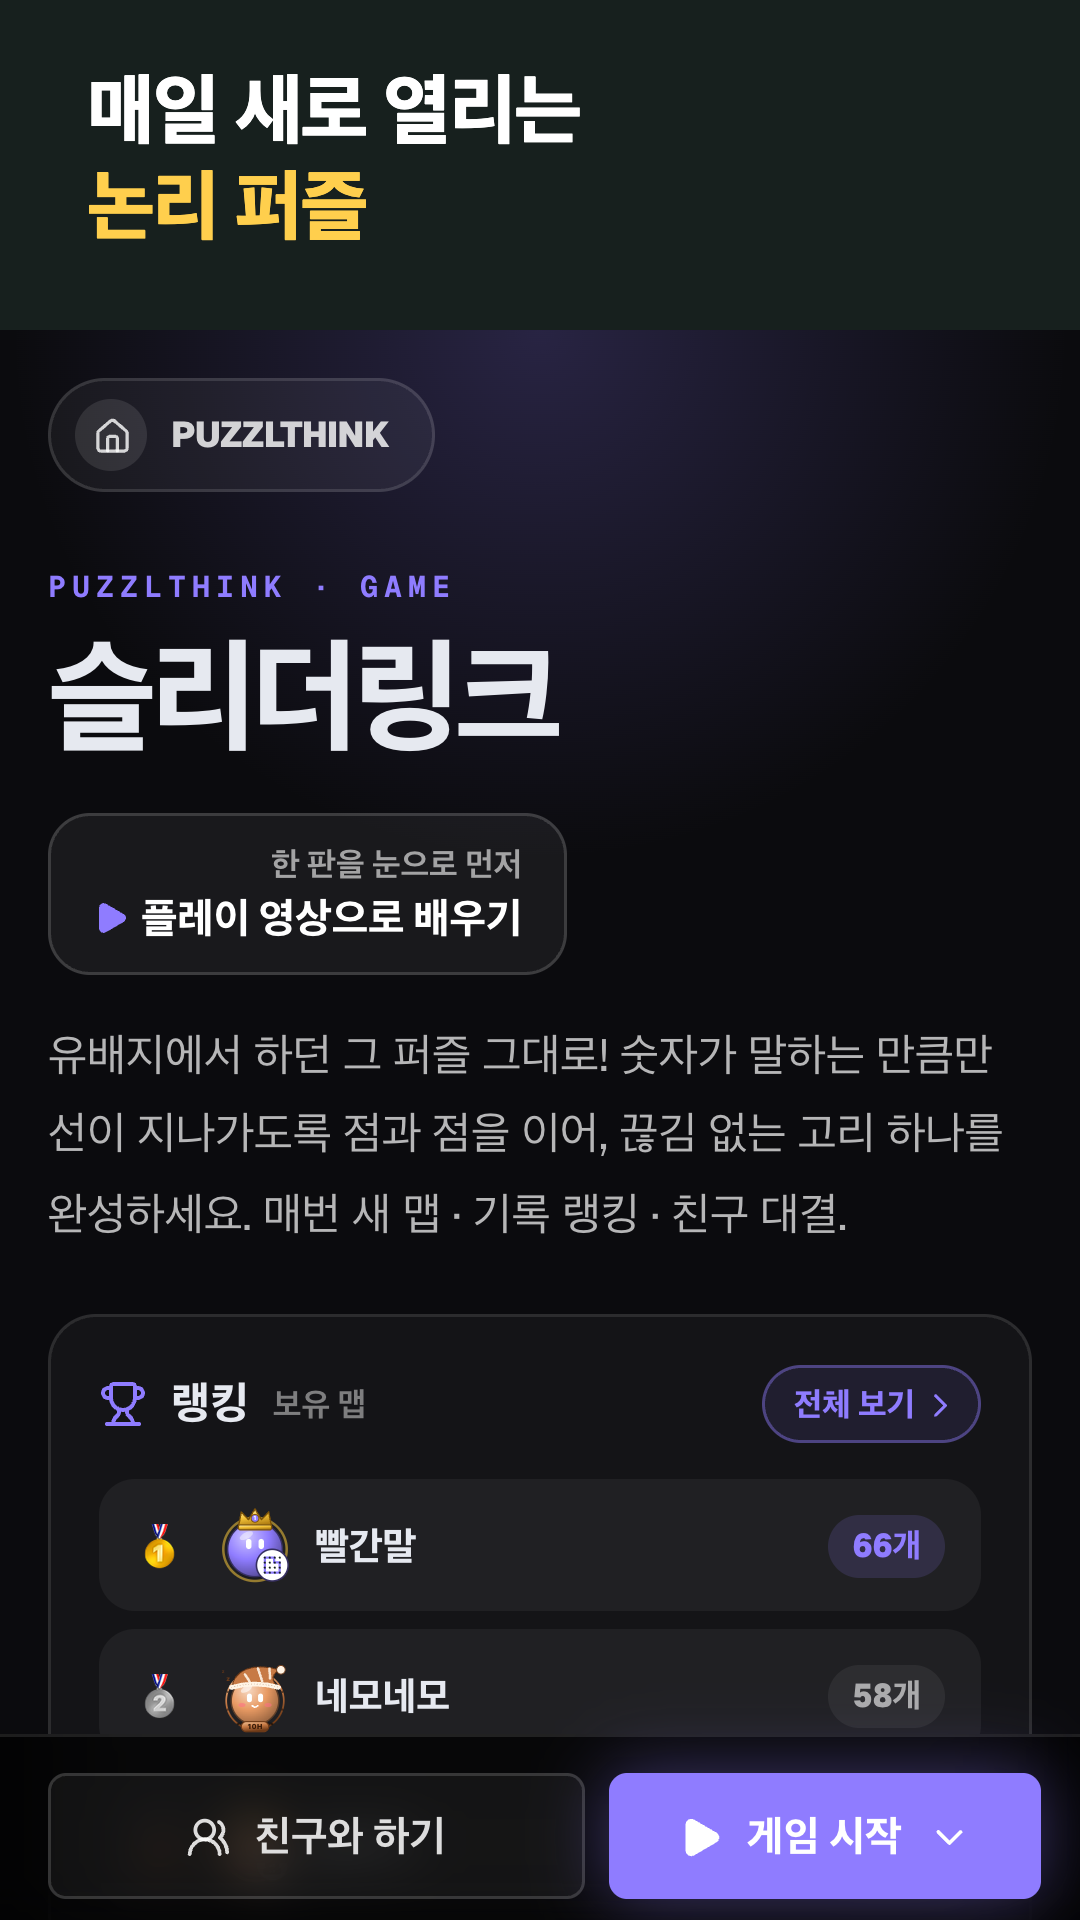 매일 새로 열리는
논리 퍼즐
PUZZLTHINK
PUZZLTHINK · GAME
슬리더링크
한 판을 눈으로 먼저
플레이 영상으로 배우기
유배지에서 하던 그 퍼즐 그대로! 숫자가 말하는 만큼만
선이 지나가도록 점과 점을 이어, 끊김 없는 고리 하나를
완성하세요. 매번 새 맵 · 기록 랭킹 · 친구 대결.
랭킹 보유 맵 전체 보기
1 빨간말 66개
2 네모네모 58개
10H
친구와 하기 게임 시작